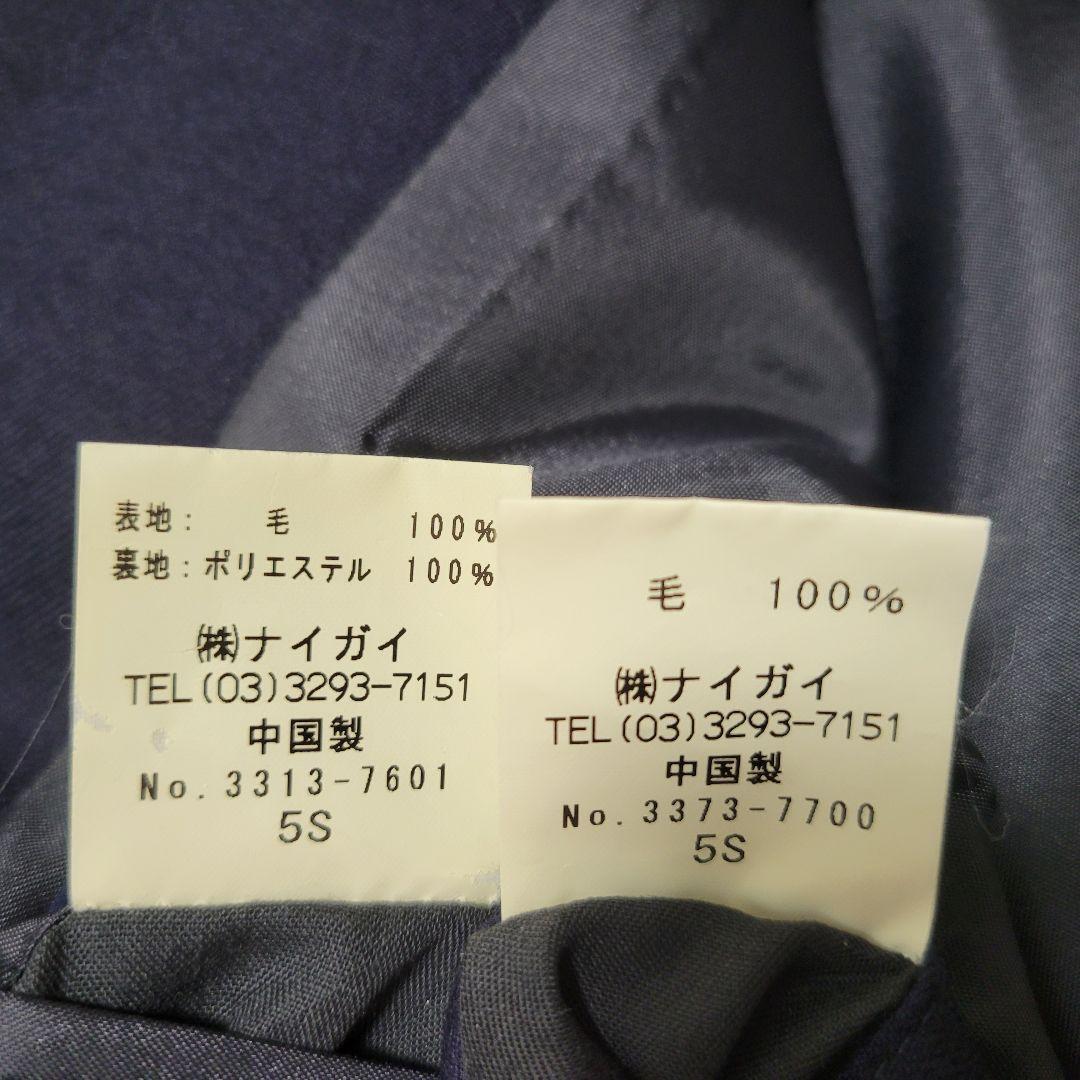 表地： 毛 100%
裏地：ポリエステル 100%
㈱ナイガイ
TEL(03)3293-7151
中国製
No.3313-7601
5S
毛 100%
㈱ナイガイ
TEL(03)3293-7151
中国製
No.3373-7700
5S